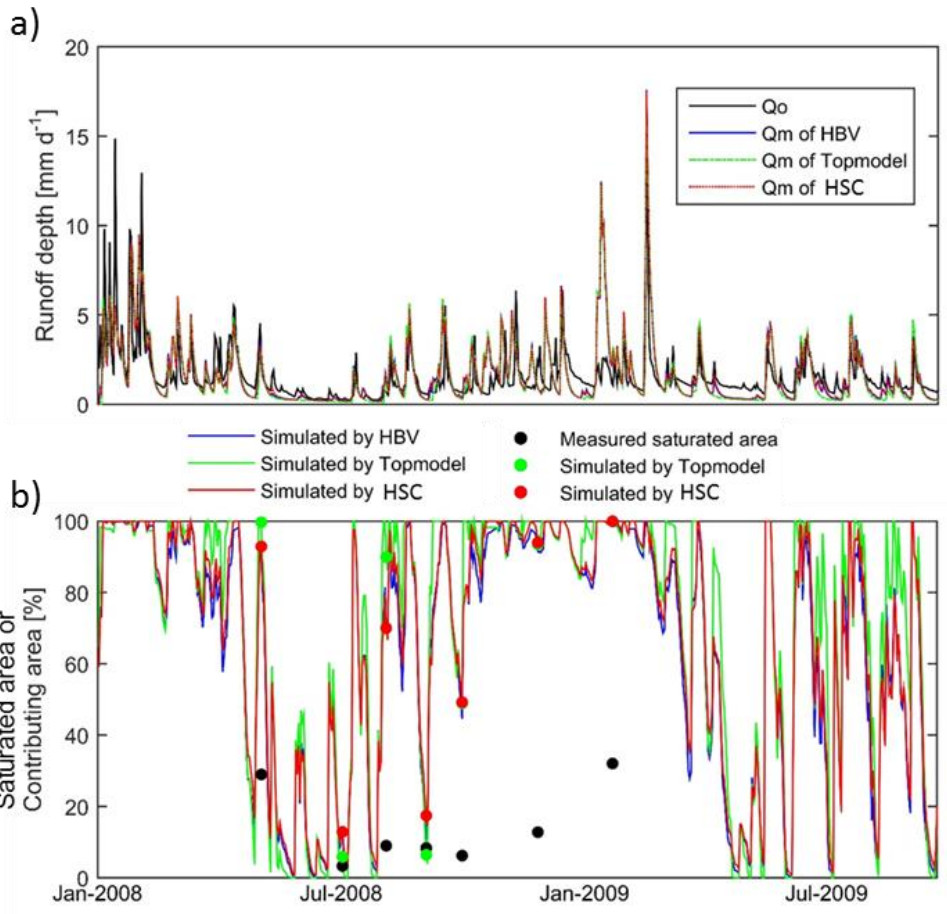 a)
20
15
10
5
0
Runoff depth [mm d⁻¹]
Qo
Qm of HBV
Qm of Topmodel
Qm of HSC
Simulated by HBV
Simulated by Topmodel
Simulated by HSC
Measured saturated area
Simulated by Topmodel
Simulated by HSC
b)
100
80
60
40
20
0
Saturated area or
Contributing area [%]
Jan-2008
Jul-2008
Jan-2009
Jul-2009